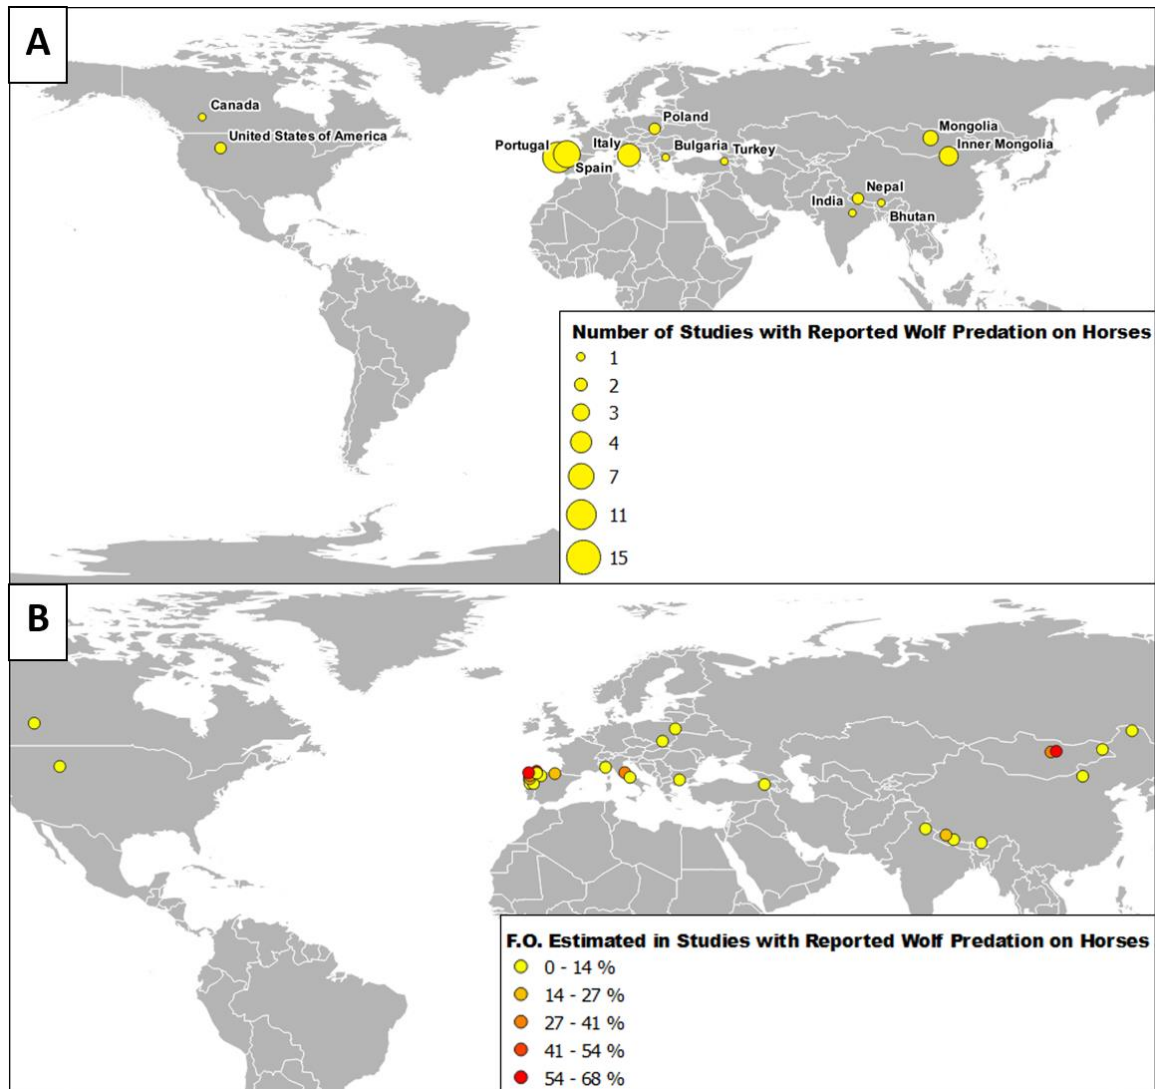 A
Canada
United States of America
Poland
Portugal
Italy
Bulgaria
Turkey
Spain
Mongolia
Inner Mongolia
Nepal
India
Bhutan
Number of Studies with Reported Wolf Predation on Horses
1
2
3
4
7
11
15
B
F.O. Estimated in Studies with Reported Wolf Predation on Horses
0 - 14 %
14 - 27 %
27 - 41 %
41 - 54 %
54 - 68 %